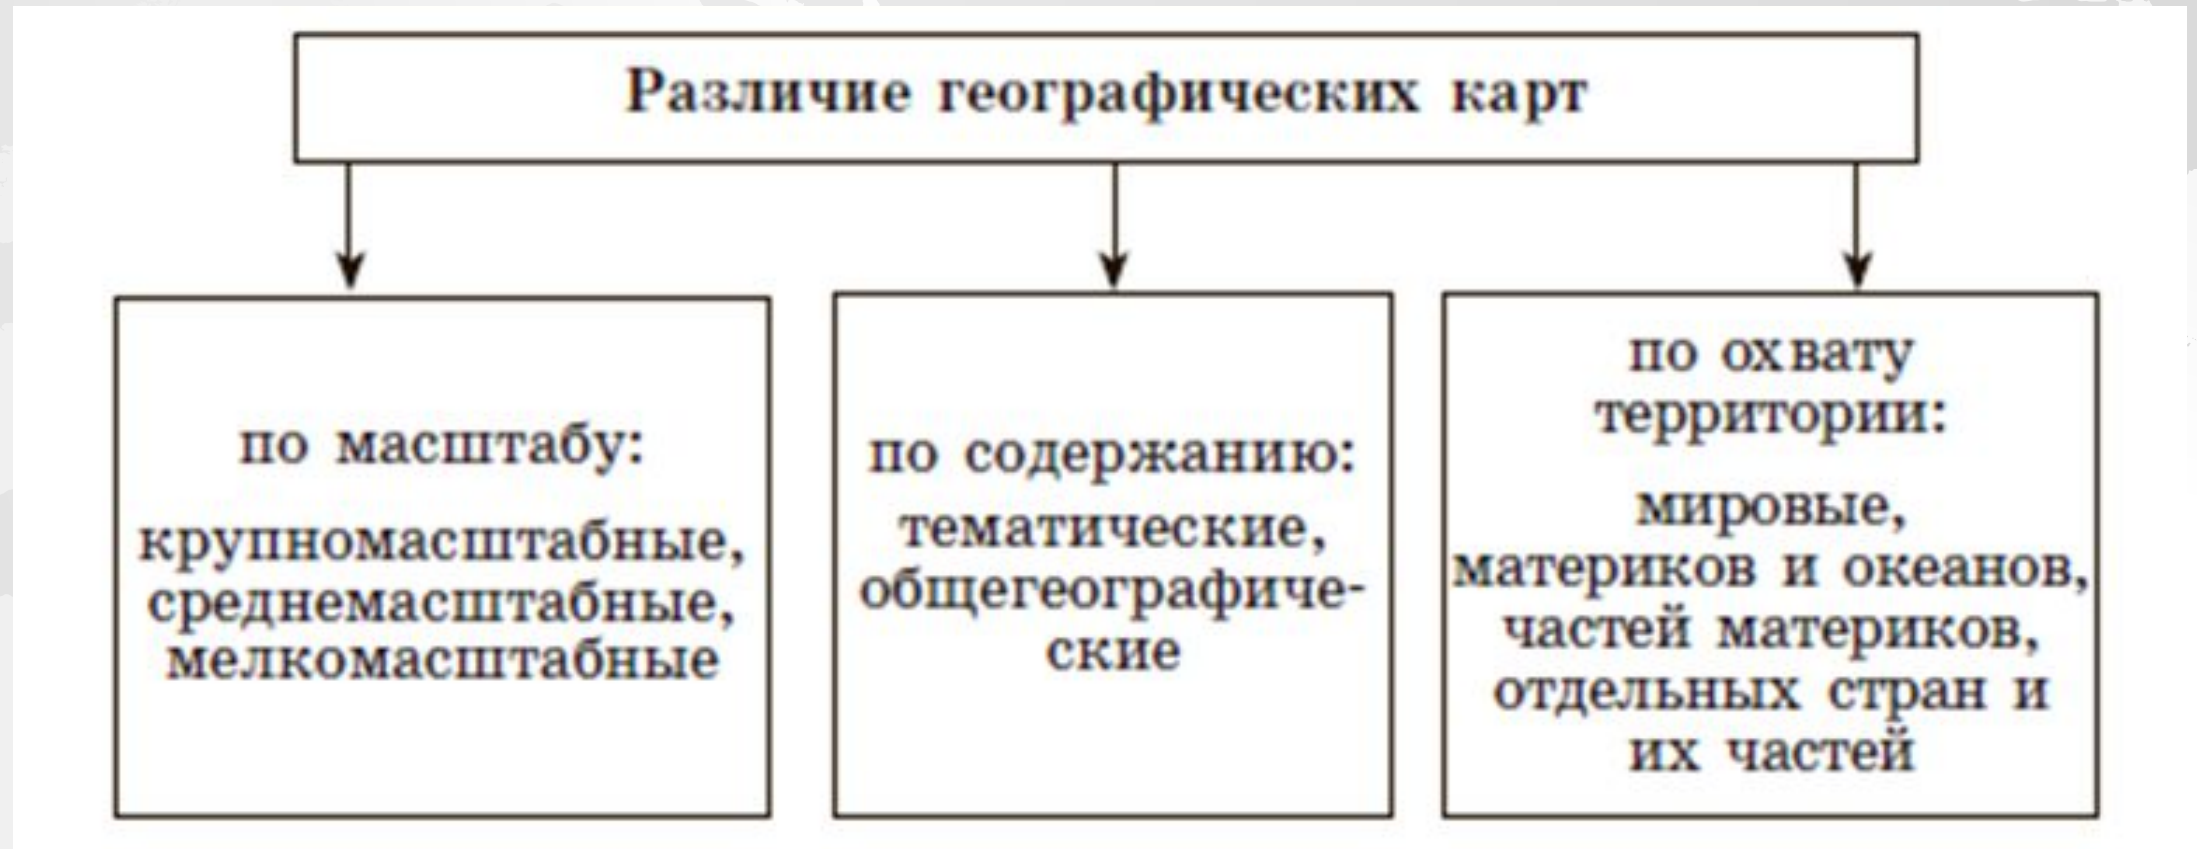 Различие географических карт
по масштабу:
крупномасштабные,
среднемасштабные,
мелкомасштабные
по содержанию:
тематические,
общегеографиче-
ские
по охвату
территории:
мировые,
материков и океанов,
частей материков,
отдельных стран и
их частей